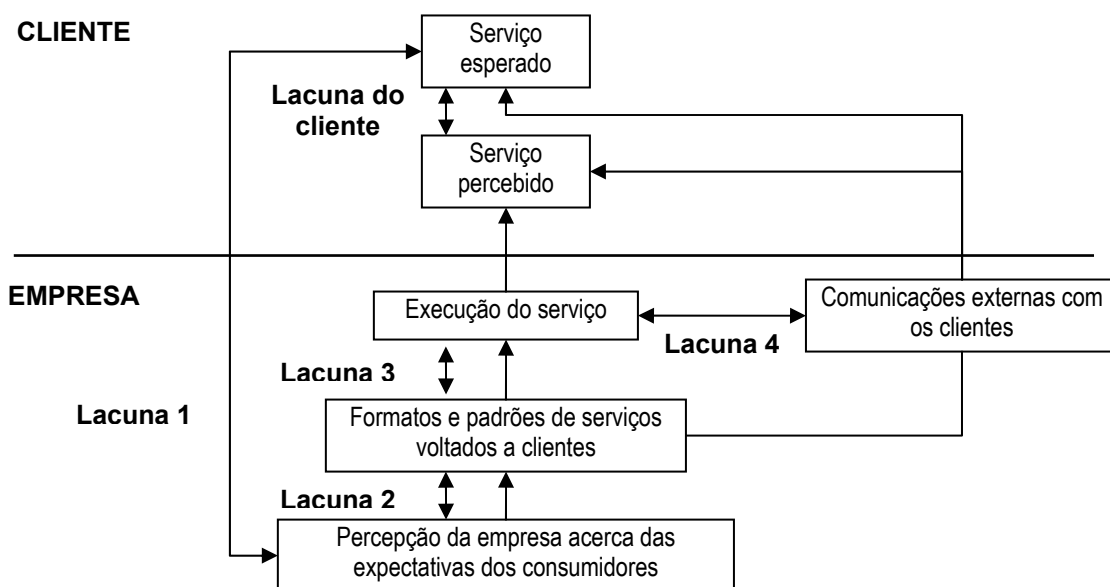 CLIENTE
Serviço
esperado
Lacuna do
cliente
Serviço
percebido
EMPRESA
Execução do serviço
Comunicações externas com
os clientes
Lacuna 4
Lacuna 3
Lacuna 1
Formatos e padrões de serviços
voltados a clientes
Lacuna 2
Percepção da empresa acerca das
expectativas dos consumidores